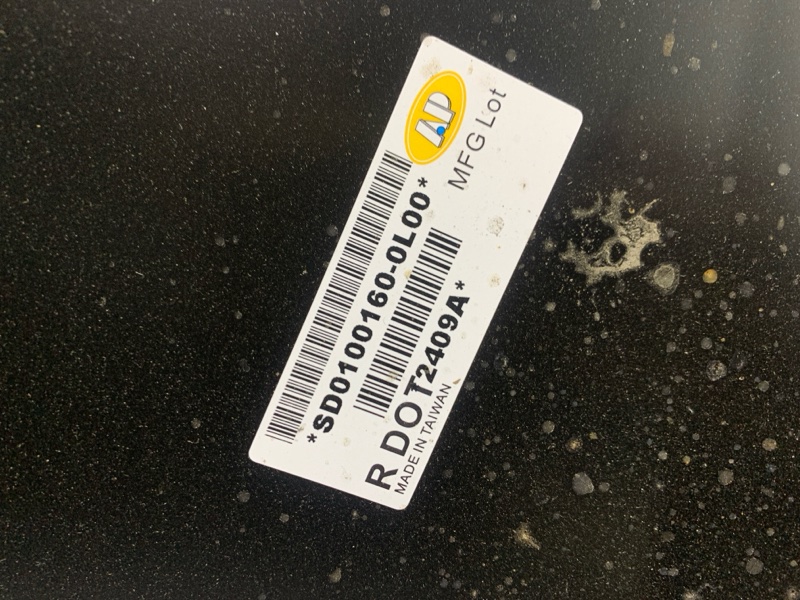 AP
MFG Lot
*SD0100160-0L00*
*2409A*
R DOT
MADE IN TAIWAN